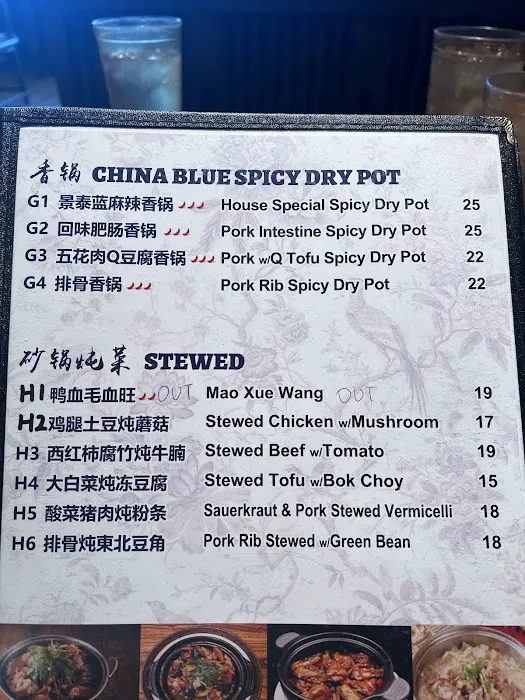 香锅 CHINA BLUE SPICY DRY POT
G1 景泰蓝麻辣香锅 House Special Spicy Dry Pot 25
G2 回味肥肠香锅 Pork Intestine Spicy Dry Pot 25
G3 五花肉Q豆腐香锅 Pork w/Q Tofu Spicy Dry Pot 22
G4 排骨香锅 Pork Rib Spicy Dry Pot 22
砂锅炖菜 STEWED
H1 鸭血毛血旺 OUT Mao Xue Wang OUT 19
H2 鸡腿土豆炖蘑菇 Stewed Chicken w/Mushroom 17
H3 西红柿腐竹炖牛腩 Stewed Beef w/Tomato 19
H4 大白菜炖冻豆腐 Stewed Tofu w/Bok Choy 15
H5 酸菜猪肉炖粉条 Sauerkraut & Pork Stewed Vermicelli 18
H6 排骨炖東北豆角 Pork Rib Stewed w/Green Bean 18